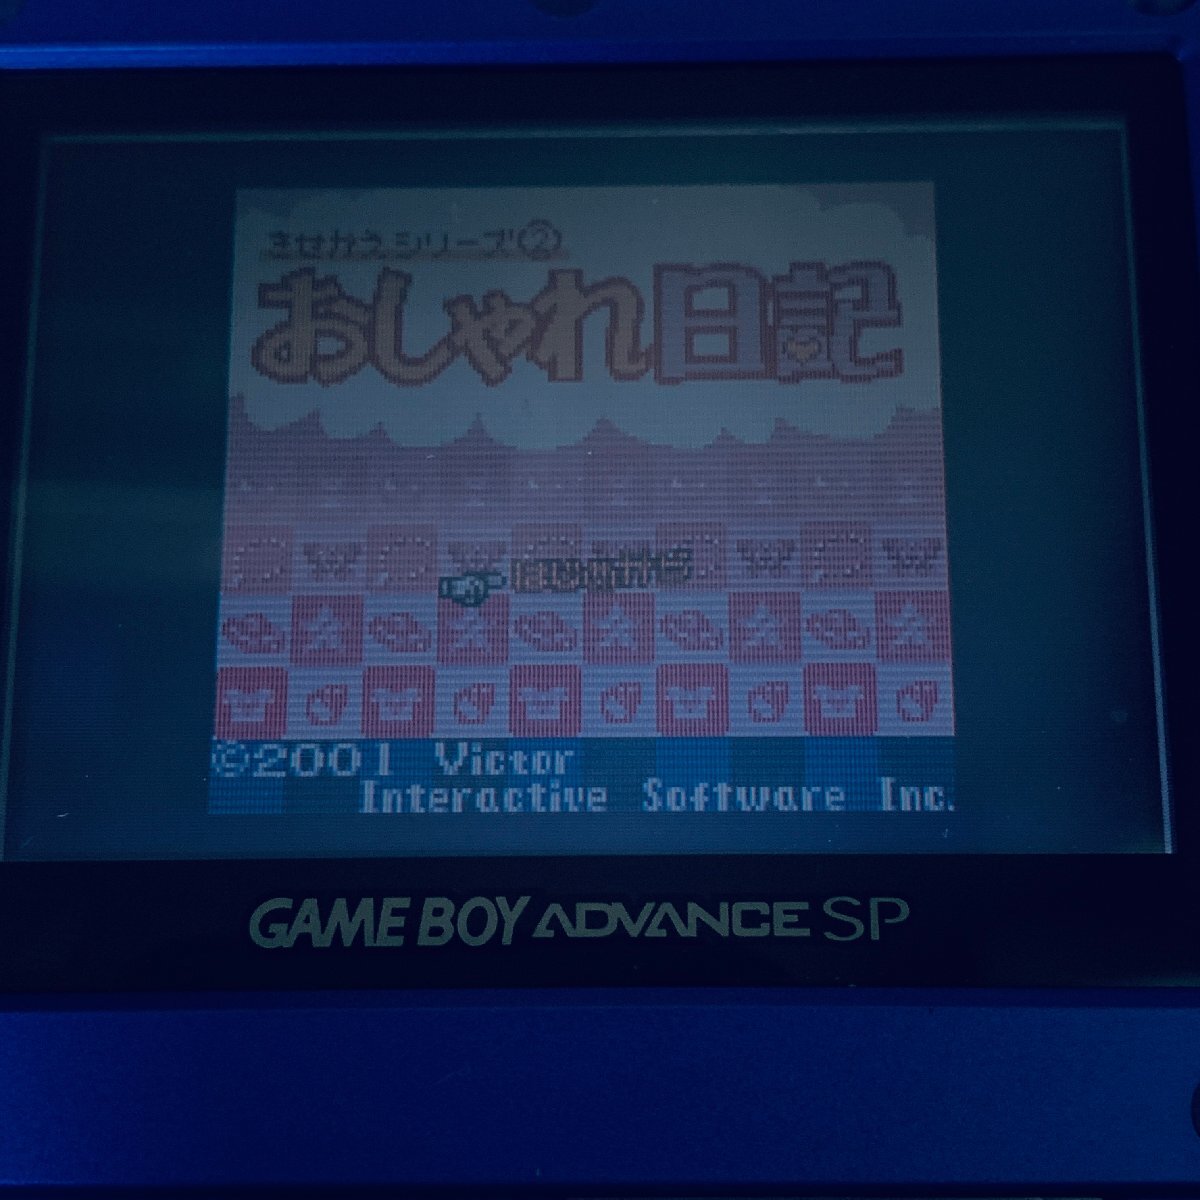 きせかえシリーズ②
おしゃれ日記
©2001 Victor
Interactive Software Inc.
GAME BOY ADVANCE SP